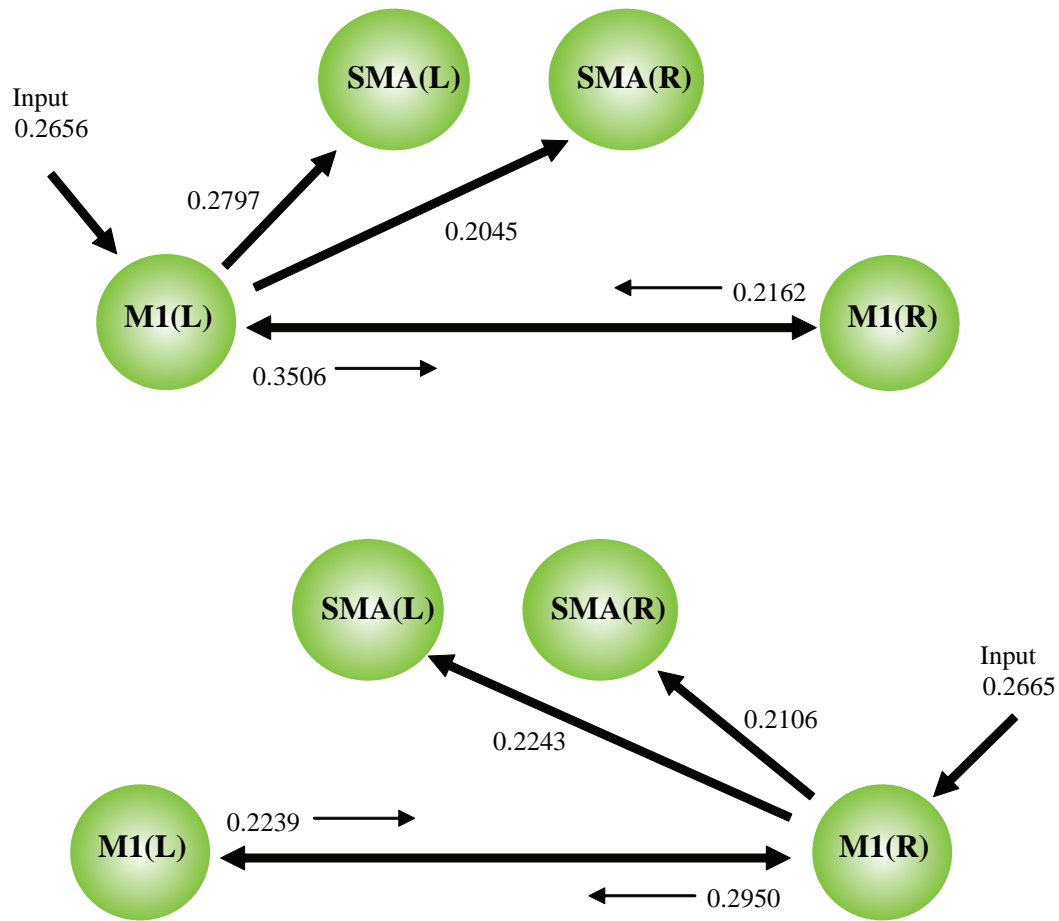 SMA(L)
SMA(R)
Input
0.2656
0.2797
0.2045
0.2162
M1(L)
M1(R)
0.3506
SMA(L)
SMA(R)
Input
0.2665
0.2106
0.2243
0.2239
M1(L)
M1(R)
0.2950